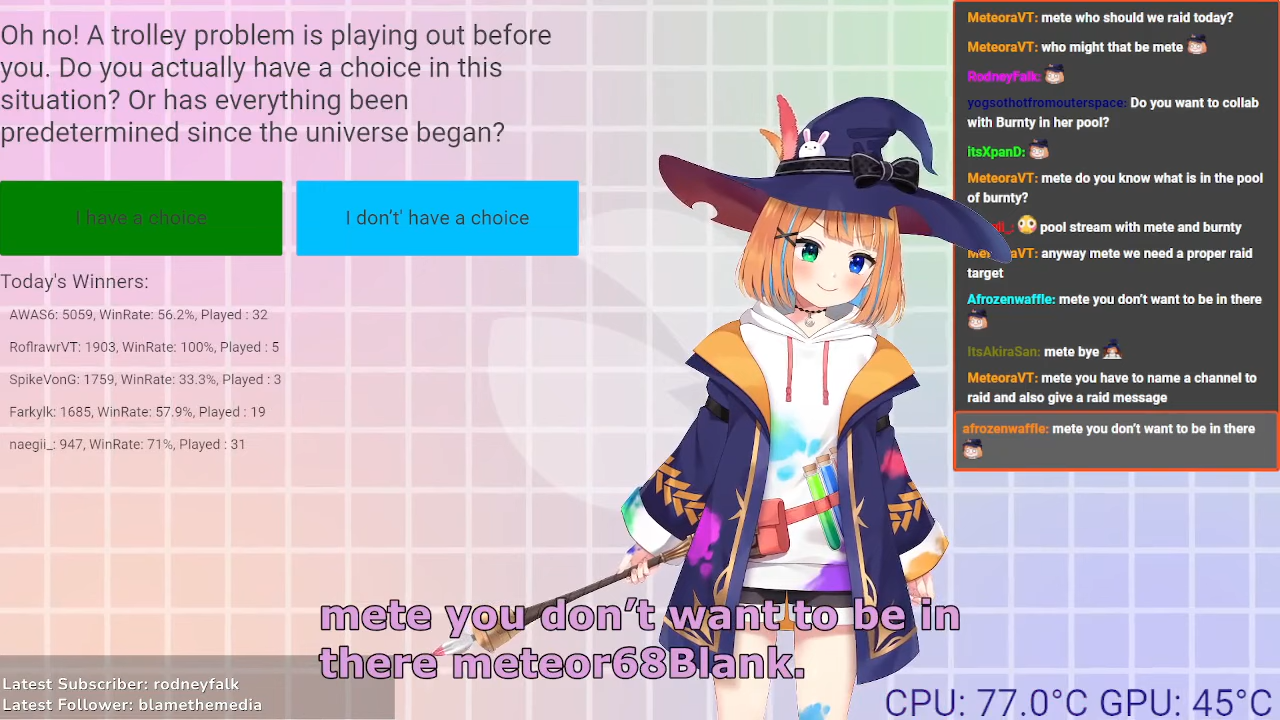 Oh no! A trolley problem is playing out before
you. Do you actually have a choice in this
situation? Or has everything been
predetermined since the universe began?
I have a choice
I don't' have a choice
Today's Winners:
AWAS6: 5059, WinRate: 56.2%, Played : 32
RoflrawrVT: 1903, WinRate: 100%, Played : 5
SpikeVonG: 1759, WinRate: 33.3%, Played : 3
Farkylk: 1685, WinRate: 57.9%, Played : 19
naegii_: 947, WinRate: 71%, Played : 31
MeteoraVT: mete who should we raid today?
MeteoraVT: who might that be mete
RodneyFalk:
yogsothotfromouterspace: Do you want to collab
with Burnty in her pool?
itsXpanD:
MeteoraVT: mete do you know what is in the pool
of burnty?
pool stream with mete and burnty
MeteoraVT: anyway mete we need a proper raid
target
Afrozenwaffle: mete you don't want to be in there
ItsAkiraSan: mete bye
MeteoraVT: mete you have to name a channel to
raid and also give a raid message
afrozenwaffle: mete you don't want to be in there
mete you don't want to be in
there meteor68Blank.
Latest Subscriber: rodneyfalk
Latest Follower: blamethemedia
CPU: 77.0°C GPU: 45°C